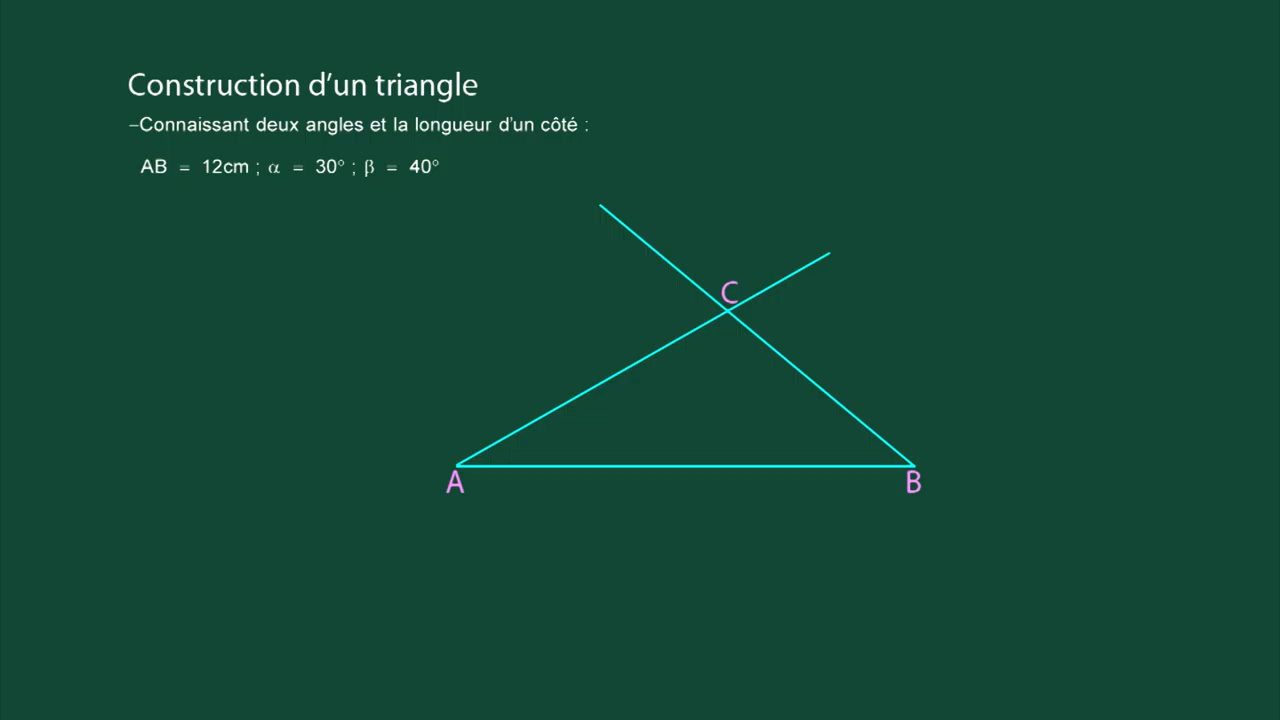 Construction d’un triangle
–Connaissant deux angles et la longueur d’un côté :
AB = 12cm ; α = 30° ; β = 40°
C
A
B